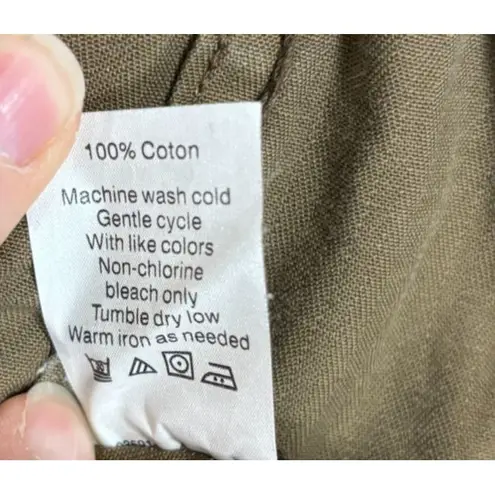 100% Coton
Machine wash cold
Gentle cycle
With like colors
Non-chlorine
bleach only
Tumble dry low
Warm iron as needed